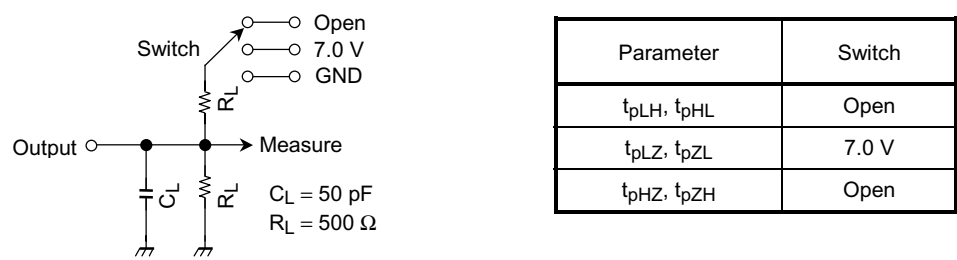 Open
Switch
7.0 V
GND
RL
Output
Measure
CL
RL
CL = 50 pF
RL = 500 Ω
Parameter Switch
tpLH, tpHL Open
tpLZ, tpZL 7.0 V
tpHZ, tpZH Open